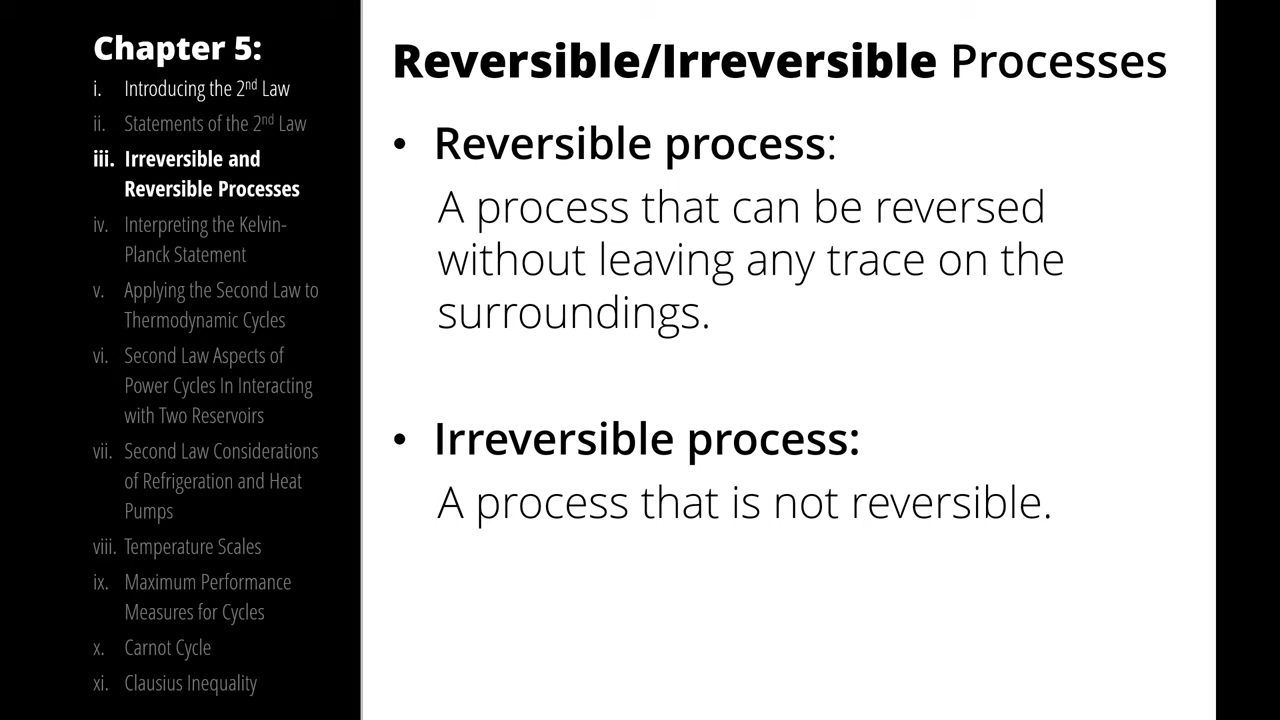 Chapter 5:
i. Introducing the 2nd Law
ii. Statements of the 2nd Law
iii. Irreversible and
Reversible Processes
iv. Interpreting the Kelvin-
Planck Statement
v. Applying the Second Law to
Thermodynamic Cycles
vi. Second Law Aspects of
Power Cycles In Interacting
with Two Reservoirs
vii. Second Law Considerations
of Refrigeration and Heat
Pumps
viii. Temperature Scales
ix. Maximum Performance
Measures for Cycles
x. Carnot Cycle
xi. Clausius Inequality
Reversible/Irreversible Processes
• Reversible process:
A process that can be reversed
without leaving any trace on the
surroundings.
• Irreversible process:
A process that is not reversible.